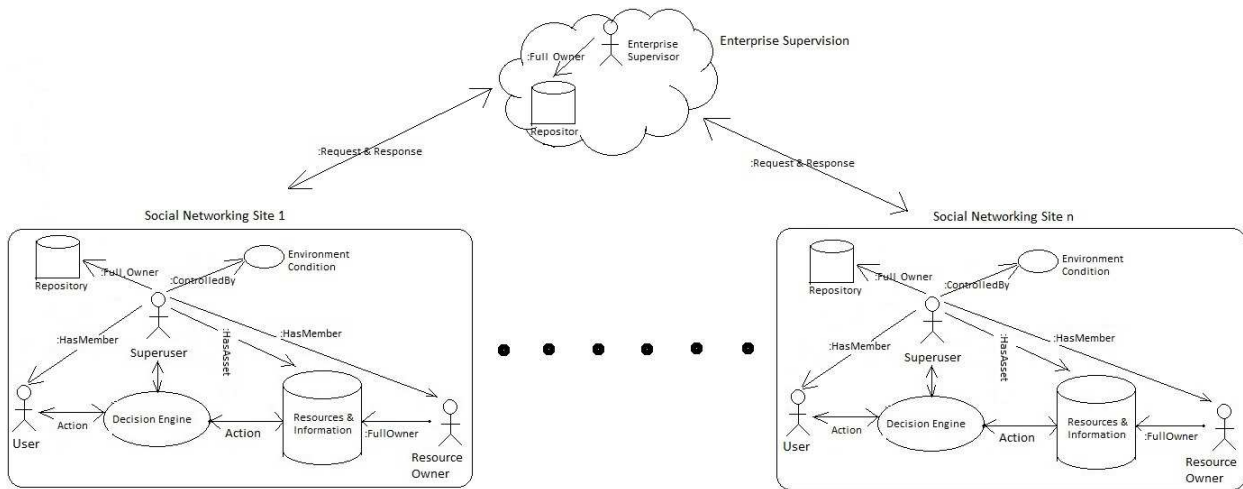 Enterprise Supervision
Enterprise
Supervisor
:Full_Owner
Repositor
:Request & Response
:Request & Response
Social Networking Site 1
Repository
:Full_Owner
:ControlledBy
Environment
Condition
:HasMember
Superuser
:HasAsset
:HasMember
User
Action
Decision Engine
Action
Resources &
Information
:FullOwner
Resource
Owner
Social Networking Site n
Repository
:Full_Owner
:ControlledBy
Environment
Condition
:HasMember
Superuser
:HasAsset
:HasMember
User
Action
Decision Engine
Action
Resources &
Information
:FullOwner
Resource
Owner